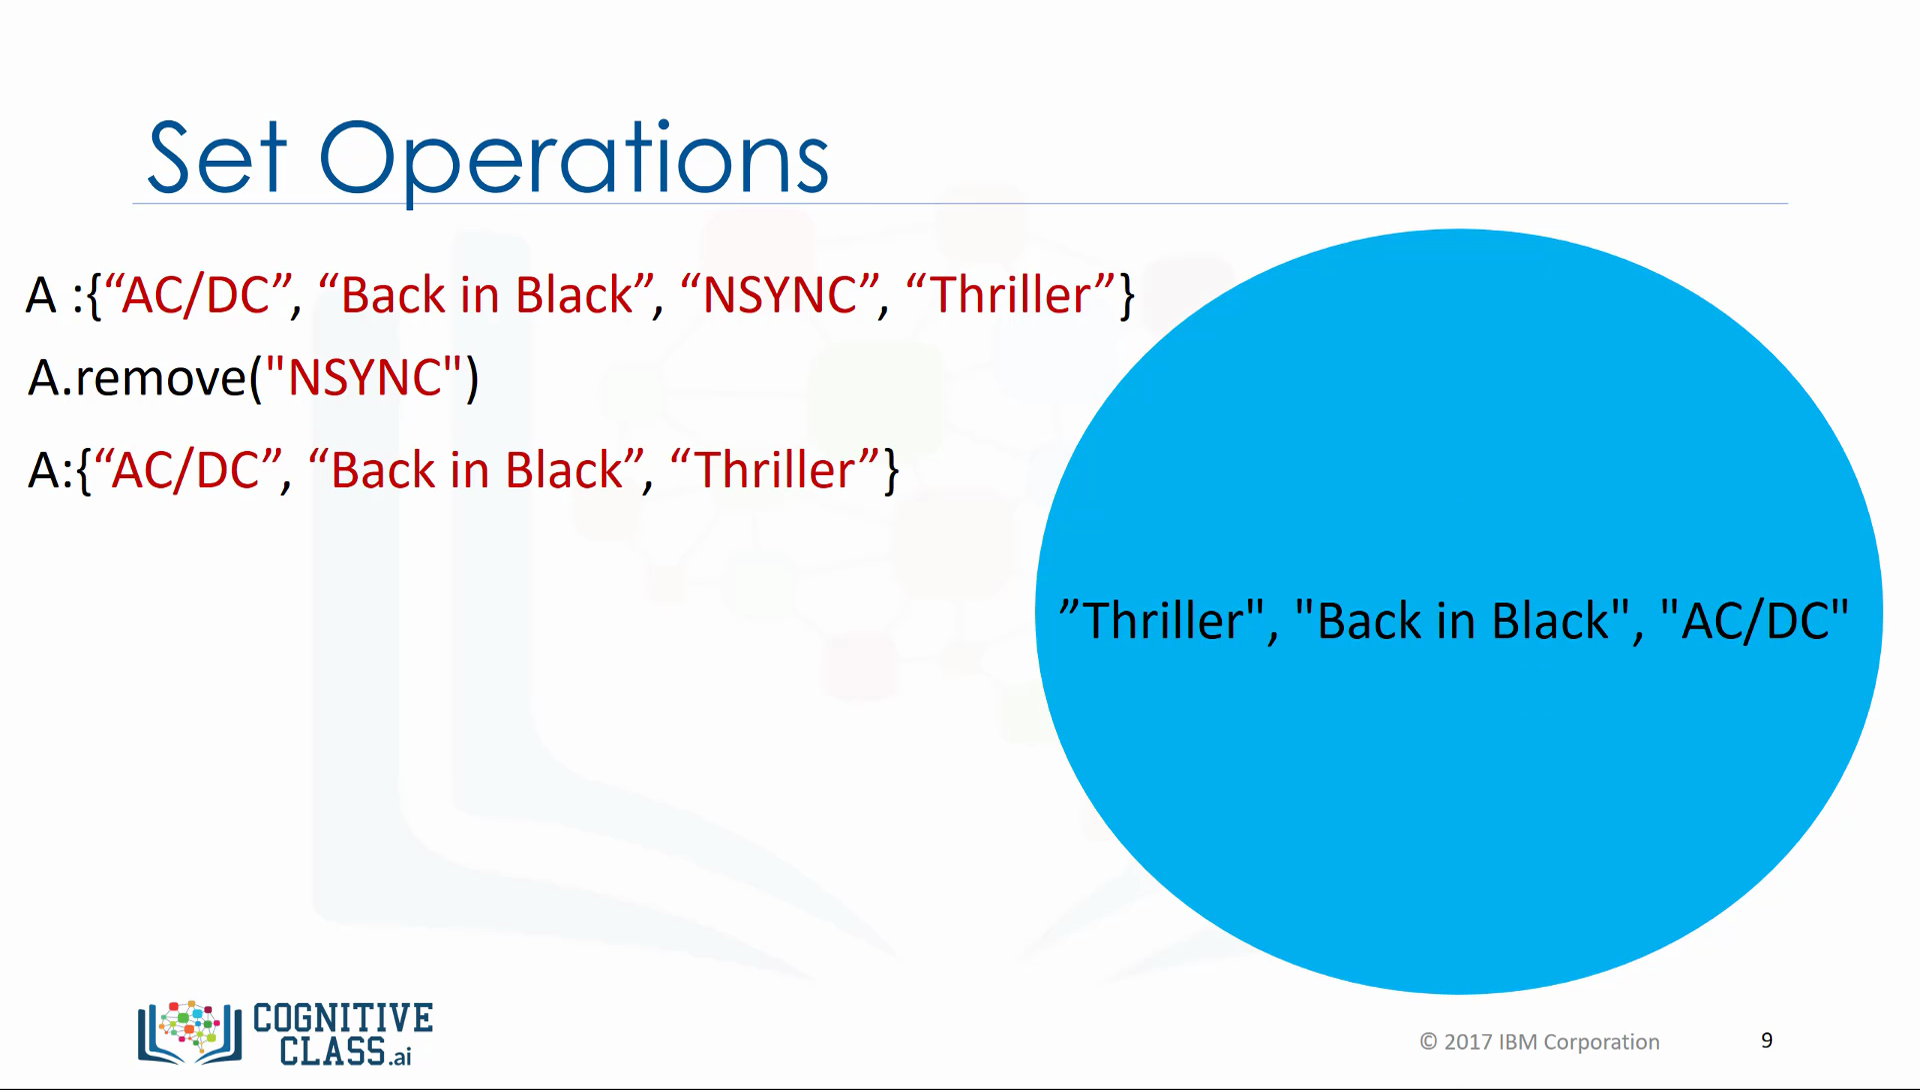 Set Operations
A :{“AC/DC”, “Back in Black”, “NSYNC”, “Thriller”}
A.remove("NSYNC")
A:{“AC/DC”, “Back in Black”, “Thriller”}
”Thriller", "Back in Black", "AC/DC"
COGNITIVE
CLASS.ai
© 2017 IBM Corporation
9